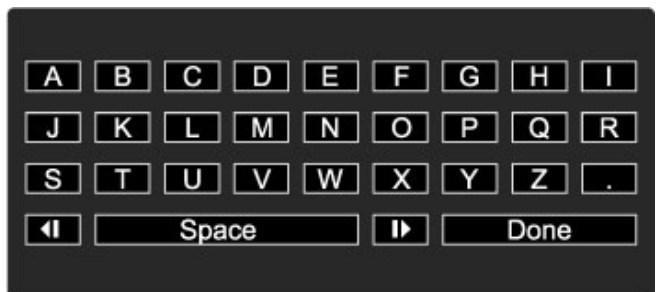 A B C D E F G H I
J K L M N O P Q R
S T U V W X Y Z .
Space Done